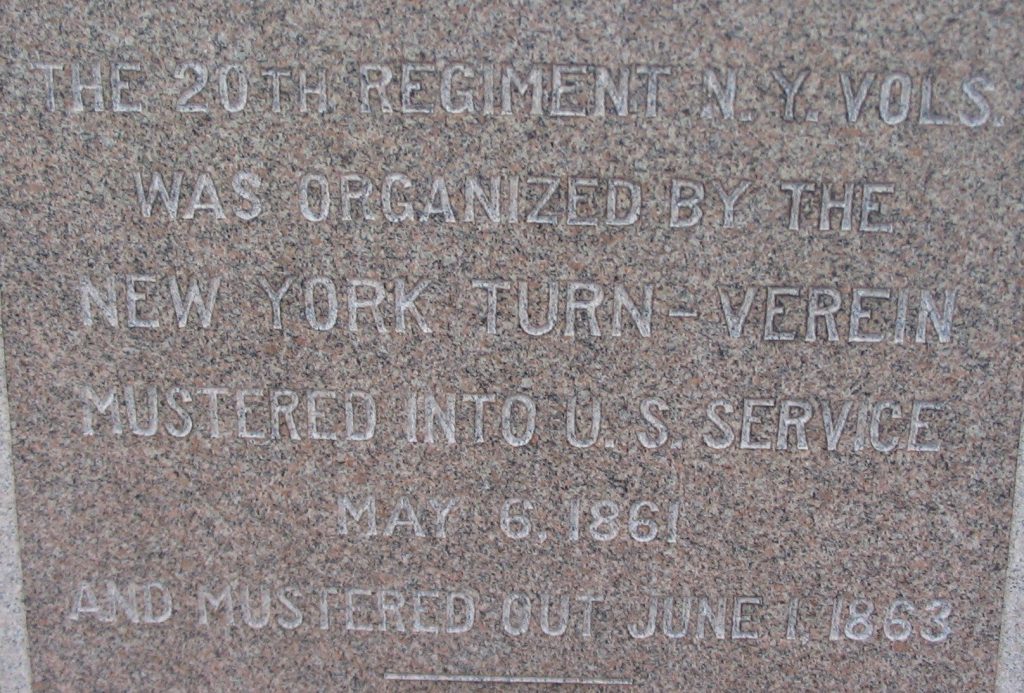 THE 20TH REGIMENT N.Y. VOLS.
WAS ORGANIZED BY THE
NEW YORK TURN-VEREIN
MUSTERED INTO U.S. SERVICE
MAY 6, 1861
AND MUSTERED OUT JUNE 1, 1863